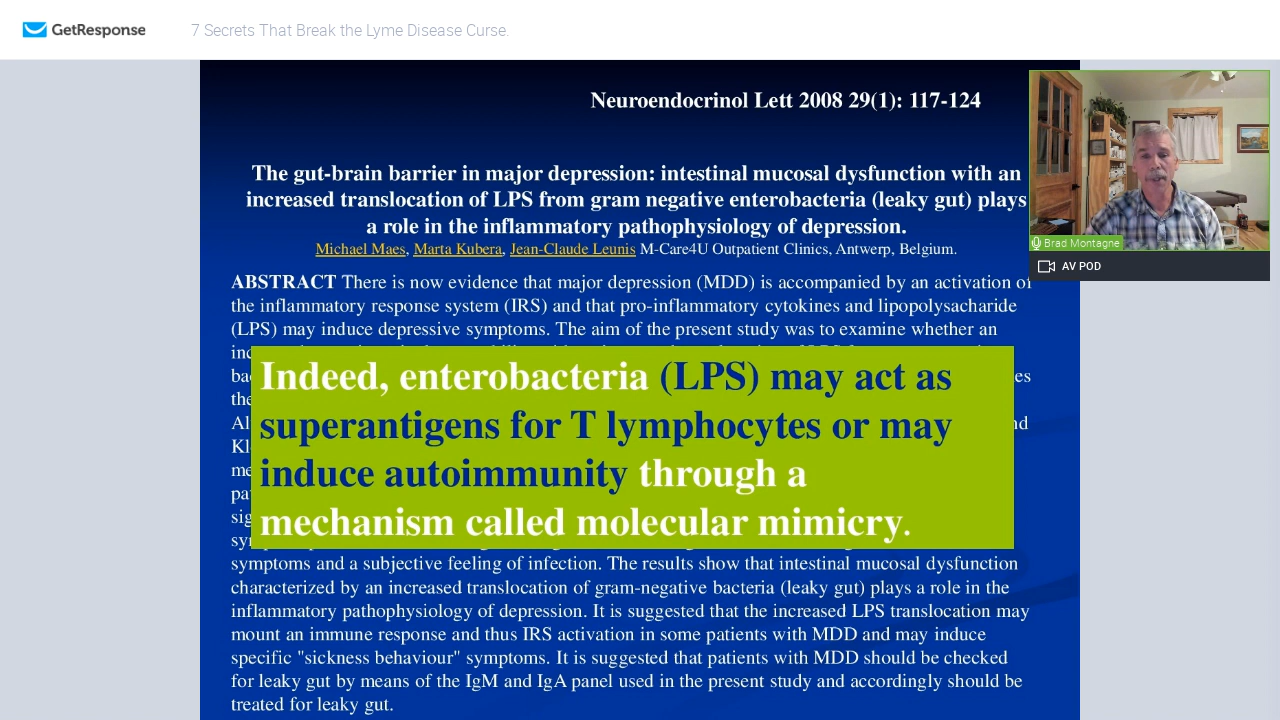 GetResponse
7 Secrets That Break the Lyme Disease Curse.
Neuroendocrinol Lett 2008 29(1): 117-124
The gut-brain barrier in major depression: intestinal mucosal dysfunction with an
increased translocation of LPS from gram negative enterobacteria (leaky gut) plays
a role in the inflammatory pathophysiology of depression.
Michael Maes, Marta Kubera, Jean-Claude Leunis M-Care4U Outpatient Clinics, Antwerp, Belgium.
ABSTRACT There is now evidence that major depression (MDD) is accompanied by an activation of
the inflammatory response system (IRS) and that pro-inflammatory cytokines and lipopolysacharide
(LPS) may induce depressive symptoms. The aim of the present study was to examine whether an
Indeed, enterobacteria (LPS) may act as
superantigens for T lymphocytes or may
induce autoimmunity through a
mechanism called molecular mimicry.
symptoms and a subjective feeling of infection. The results show that intestinal mucosal dysfunction
characterized by an increased translocation of gram-negative bacteria (leaky gut) plays a role in the
inflammatory pathophysiology of depression. It is suggested that the increased LPS translocation may
mount an immune response and thus IRS activation in some patients with MDD and may induce
specific "sickness behaviour" symptoms. It is suggested that patients with MDD should be checked
for leaky gut by means of the IgM and IgA panel used in the present study and accordingly should be
treated for leaky gut.
Brad Montagne
AV POD